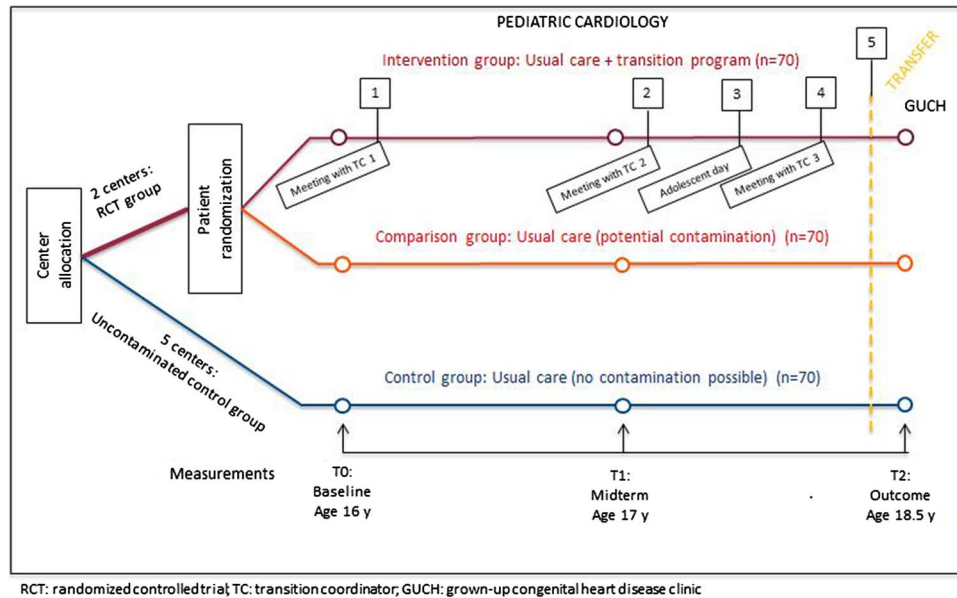 PEDIATRIC CARDIOLOGY
Intervention group: Usual care + transition program (n=70)
5
TRANSFER
GUCH
1
2
3
4
Meeting with TC 1
Meeting with TC 2
Adolescent day
Meeting with TC 3
2 centers:
RCT group
Patient
randomization
Center
allocation
Comparison group: Usual care (potential contamination) (n=70)
5 centers:
Uncontaminated control group
Control group: Usual care (no contamination possible) (n=70)
Measurements
T0:
Baseline
Age 16 y
T1:
Midterm
Age 17 y
T2:
Outcome
Age 18.5 y
RCT: randomized controlled trial; TC: transition coordinator; GUCH: grown-up congenital heart disease clinic